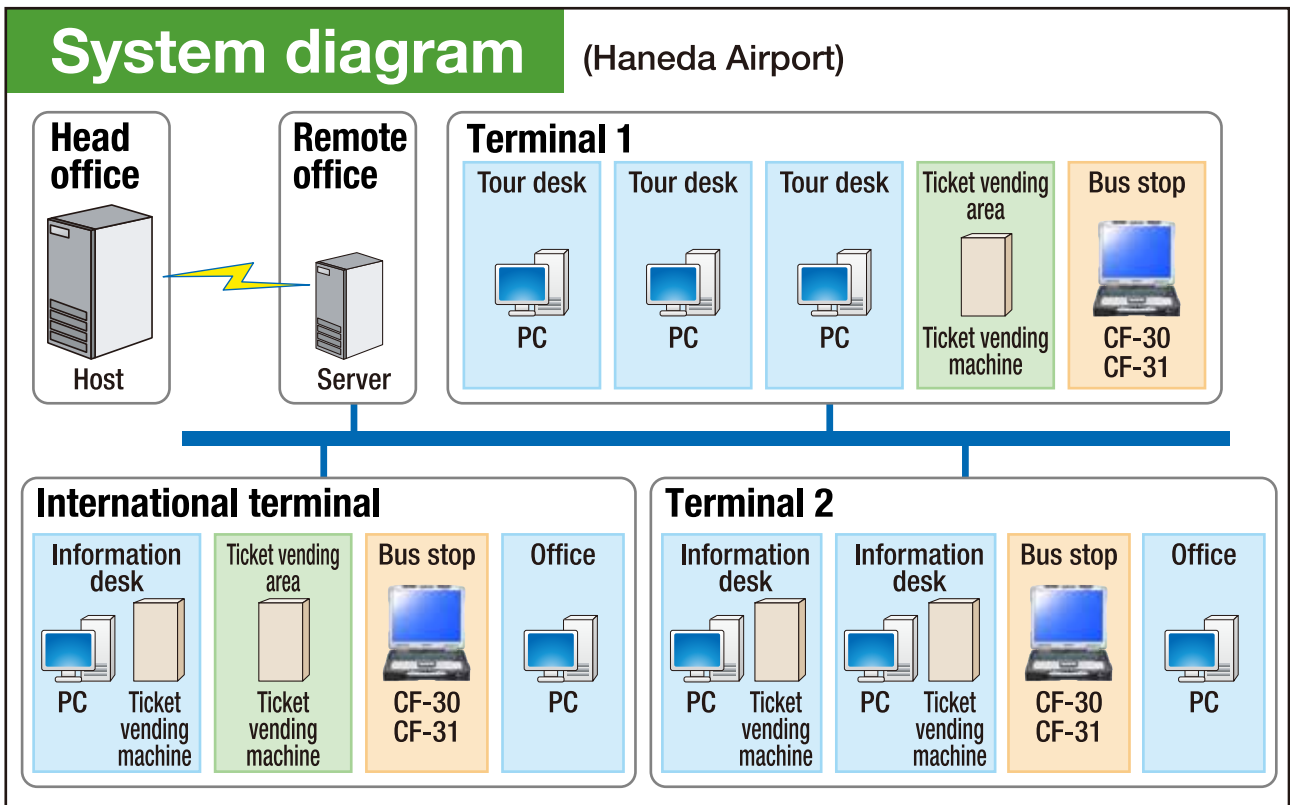 System diagram (Haneda Airport)
Head
office
Host
Remote
office
Server
Terminal 1
Tour desk
PC
Tour desk
PC
Tour desk
PC
Ticket vending
area
Ticket vending
machine
Bus stop
CF-30
CF-31
International terminal
Information
desk
PC
Ticket
vending
machine
Ticket vending
area
Ticket
vending
machine
Bus stop
CF-30
CF-31
Office
PC
Terminal 2
Information
desk
PC
Ticket
vending
machine
Information
desk
PC
Ticket
vending
machine
Bus stop
CF-30
CF-31
Office
PC